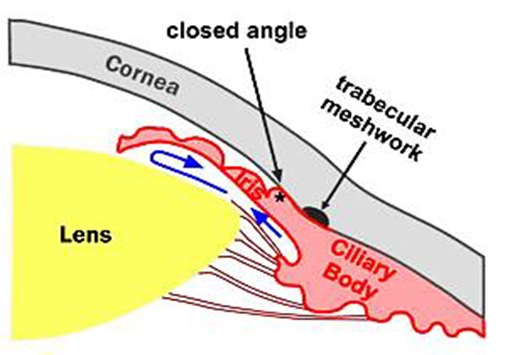 closed angle
Cornea
trabecular
meshwork
Iris
*
Lens
Ciliary
Body